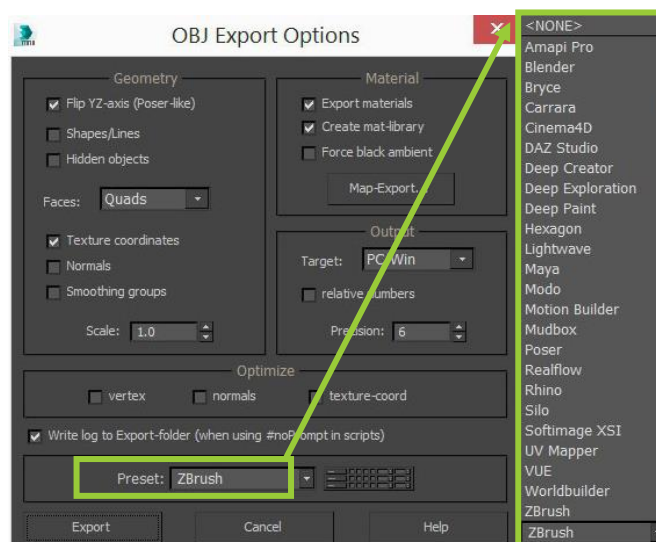 OBJ Export Options
Geometry
Flip YZ-axis (Poser-like)
Shapes/Lines
Hidden objects
Faces: Quads
Texture coordinates
Normals
Smoothing groups
Scale: 1.0
Material
Export materials
Create mat-library
Force black ambient
Map-Export...
Output
Target: PC/Win
relative numbers
Precision: 6
Optimize
vertex normals texture-coord
Write log to Export-folder (when using #noPrompt in scripts)
Preset: ZBrush
Export Cancel Help
<NONE>
Amapi Pro
Blender
Bryce
Carrara
Cinema4D
DAZ Studio
Deep Creator
Deep Exploration
Deep Paint
Hexagon
Lightwave
Maya
Modo
Motion Builder
Mudbox
Poser
Realflow
Rhino
Silo
Softimage XSI
UV Mapper
VUE
Worldbuilder
ZBrush
ZBrush